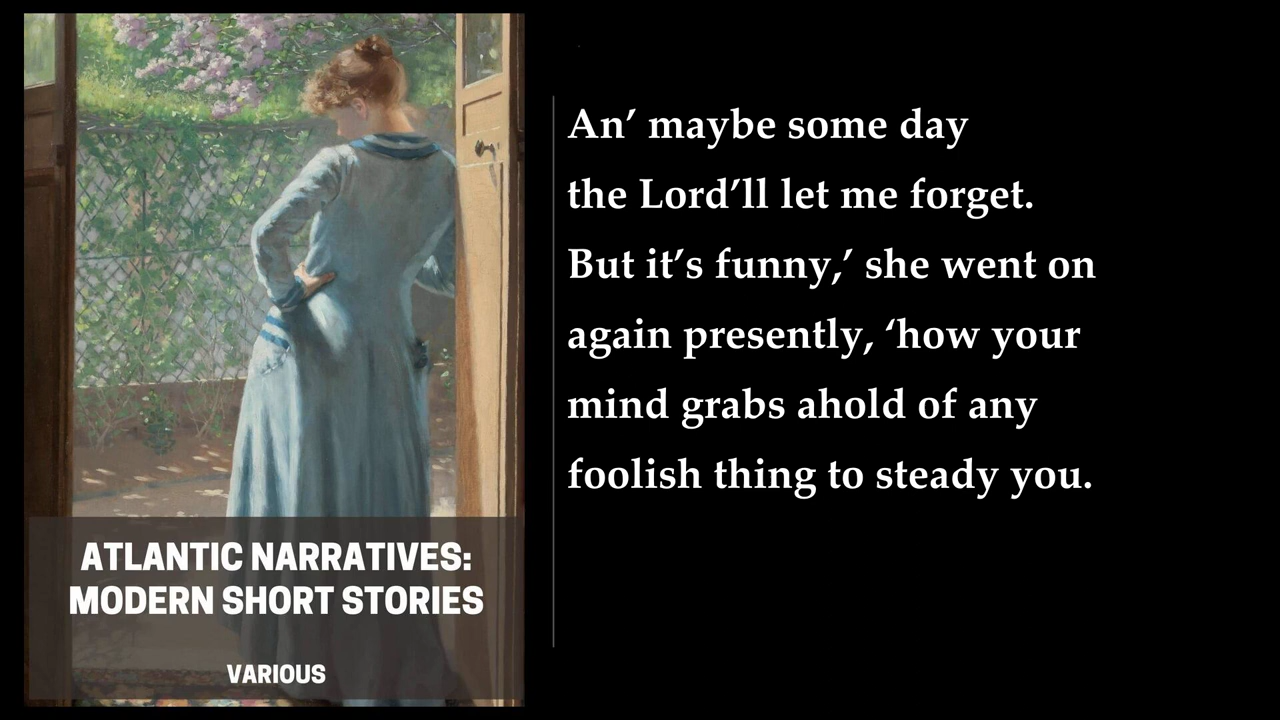 An’ maybe some day
the Lord’ll let me forget.
But it’s funny,’ she went on
again presently, ‘how your
mind grabs ahold of any
foolish thing to steady you.
ATLANTIC NARRATIVES:
MODERN SHORT STORIES
VARIOUS